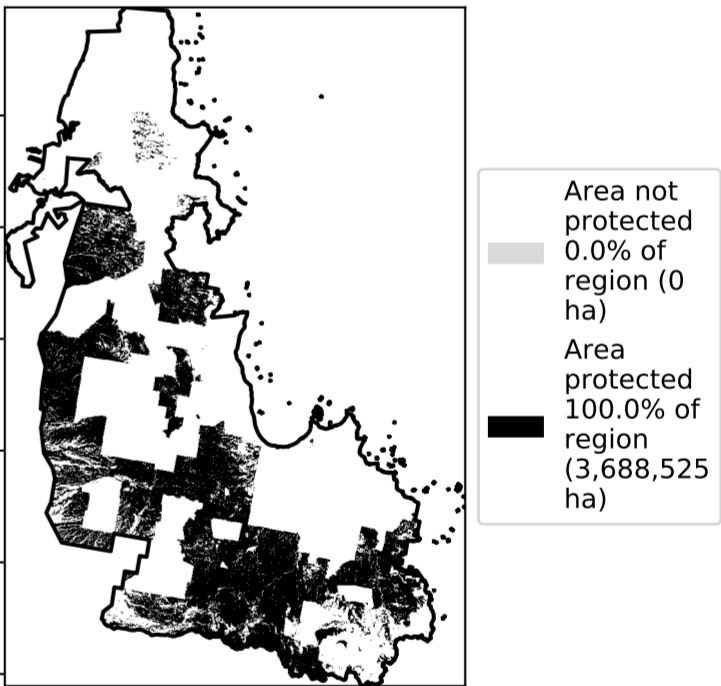 Area not
protected
0.0% of
region (0
ha)
Area
protected
100.0% of
region
(3,688,525
ha)